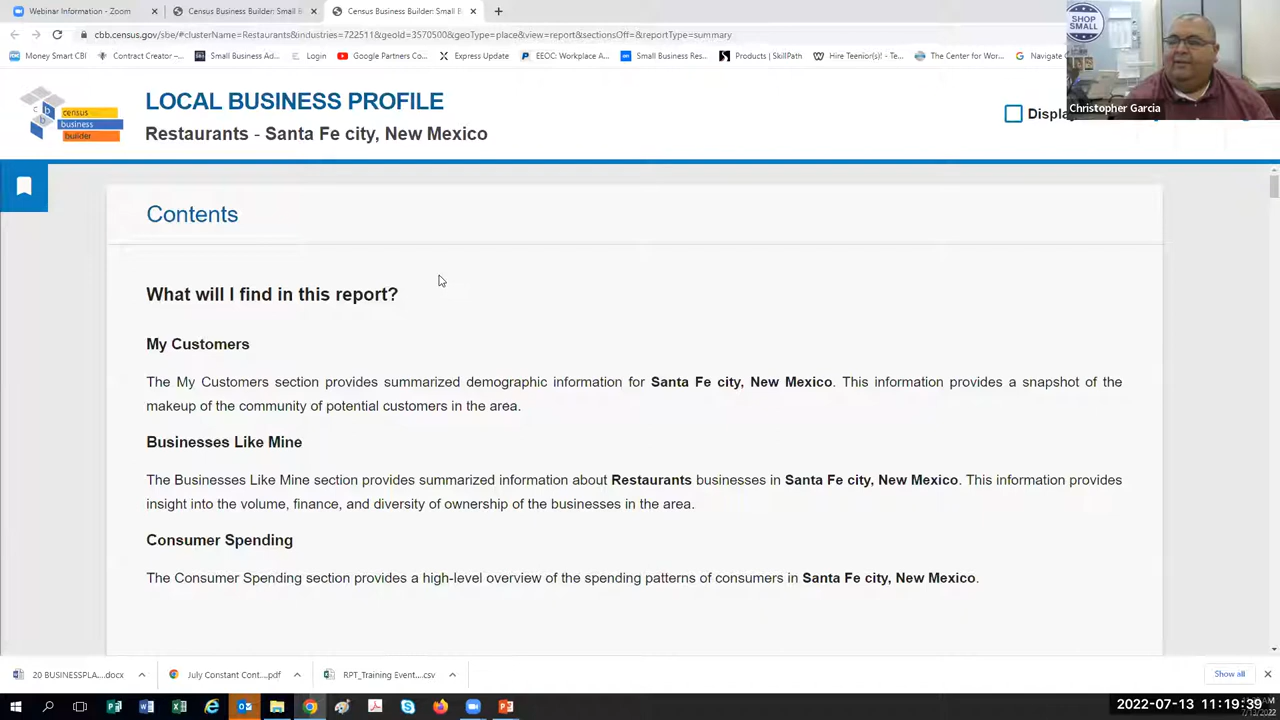 Webinar Information - Zoom
Census Business Builder: Small B
Census Business Builder: Small B
cbb.census.gov/sbe/#clusterName=Restaurants&industries=72251 =3570500&geoType=place&view=report&sectionsOff=&reportType=summary
Money Smart CBI
Contract Creator –...
Small Business Ad...
Login
Google Partners Co...
Express Update
EEOC: Workplace A...
Small Business Res...
Products | SkillPath
Hire Teenior(s)! - Te...
The Center for Wor...
Navigate
SHOP
SMALL
Christopher Garcia
census
business
builder
c
b
b
LOCAL BUSINESS PROFILE
Restaurants - Santa Fe city, New Mexico
Display
Contents
What will I find in this report?
My Customers
The My Customers section provides summarized demographic information for Santa Fe city, New Mexico. This information provides a snapshot of the
makeup of the community of potential customers in the area.
Businesses Like Mine
The Businesses Like Mine section provides summarized information about Restaurants businesses in Santa Fe city, New Mexico. This information provides
insight into the volume, finance, and diversity of ownership of the businesses in the area.
Consumer Spending
The Consumer Spending section provides a high-level overview of the spending patterns of consumers in Santa Fe city, New Mexico.
20 BUSINESSPLA....docx
July Constant Cont....pdf
RPT_Training Event....csv
Show all
2022-07-13 11:19:39